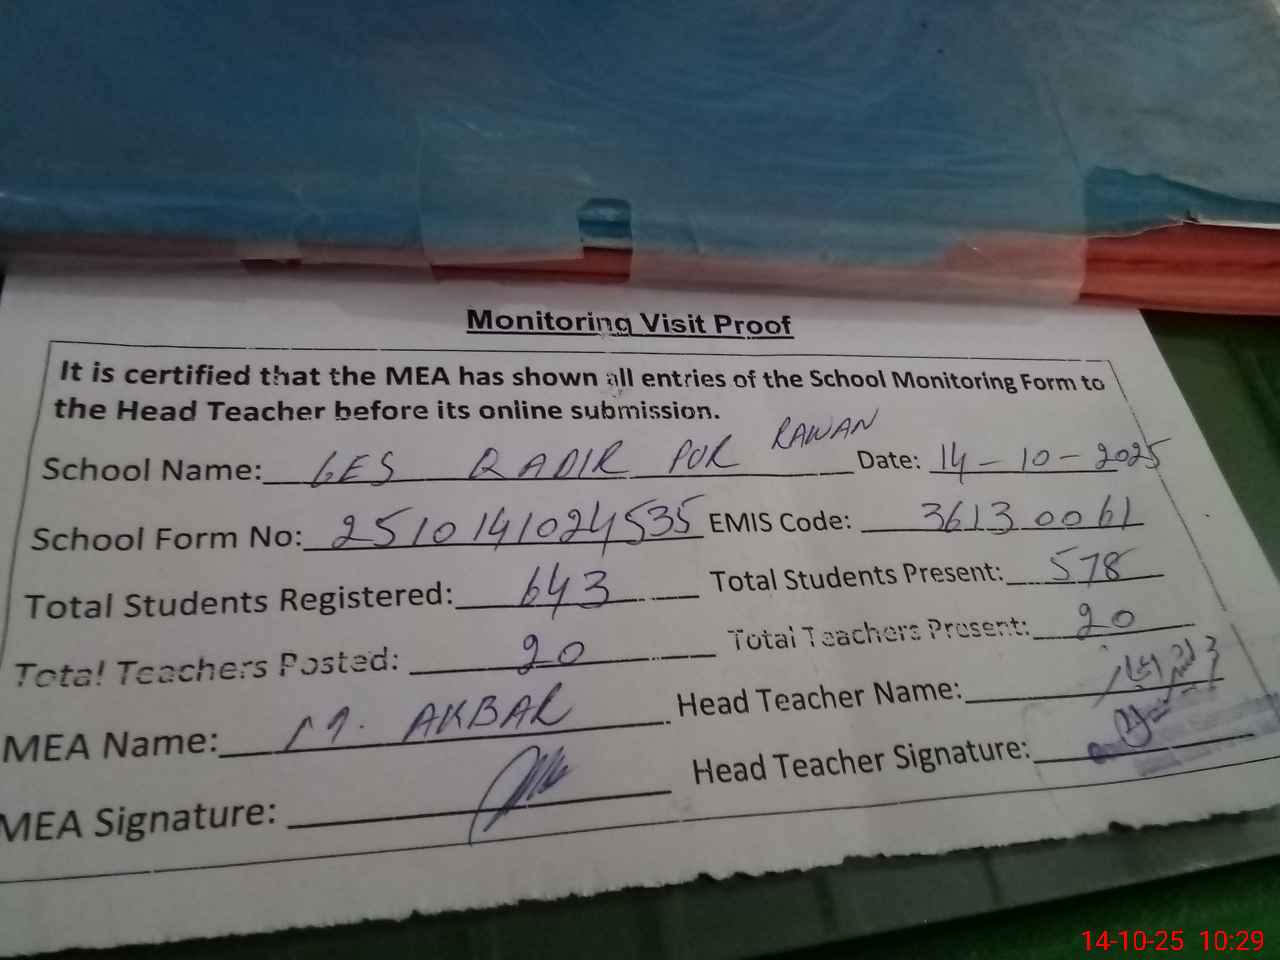 Monitoring Visit Proof
It is certified that the MEA has shown all entries of the School Monitoring Form to
the Head Teacher before its online submission.
School Name: GES QADIR PUR RAWAN Date: 14-10-2025
School Form No: 2510141024535 EMIS Code: 36130061
Total Students Registered: 643 Total Students Present: 578
Total Teachers Posted: 20 Total Teachers Present: 20
MEA Name: M. AKBAR Head Teacher Name:
MEA Signature: Head Teacher Signature:
14-10-25 10:29